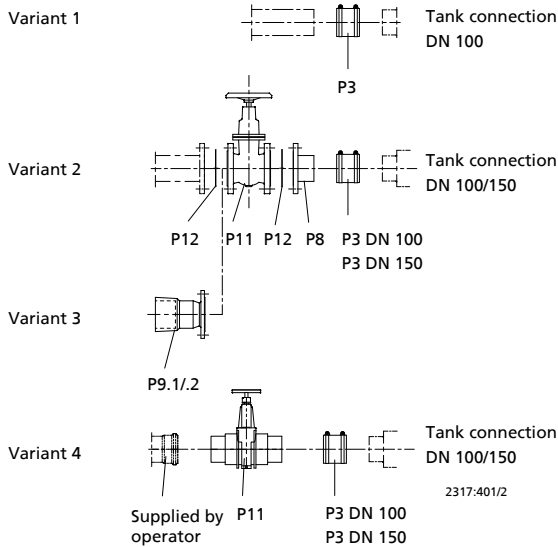 Variant 1
Tank connection
DN 100
P3
Variant 2
Tank connection
DN 100/150
P12
P11
P12
P8
P3 DN 100
P3 DN 150
Variant 3
P9.1/.2
Variant 4
Tank connection
DN 100/150
2317:401/2
Supplied by
operator
P11
P3 DN 100
P3 DN 150